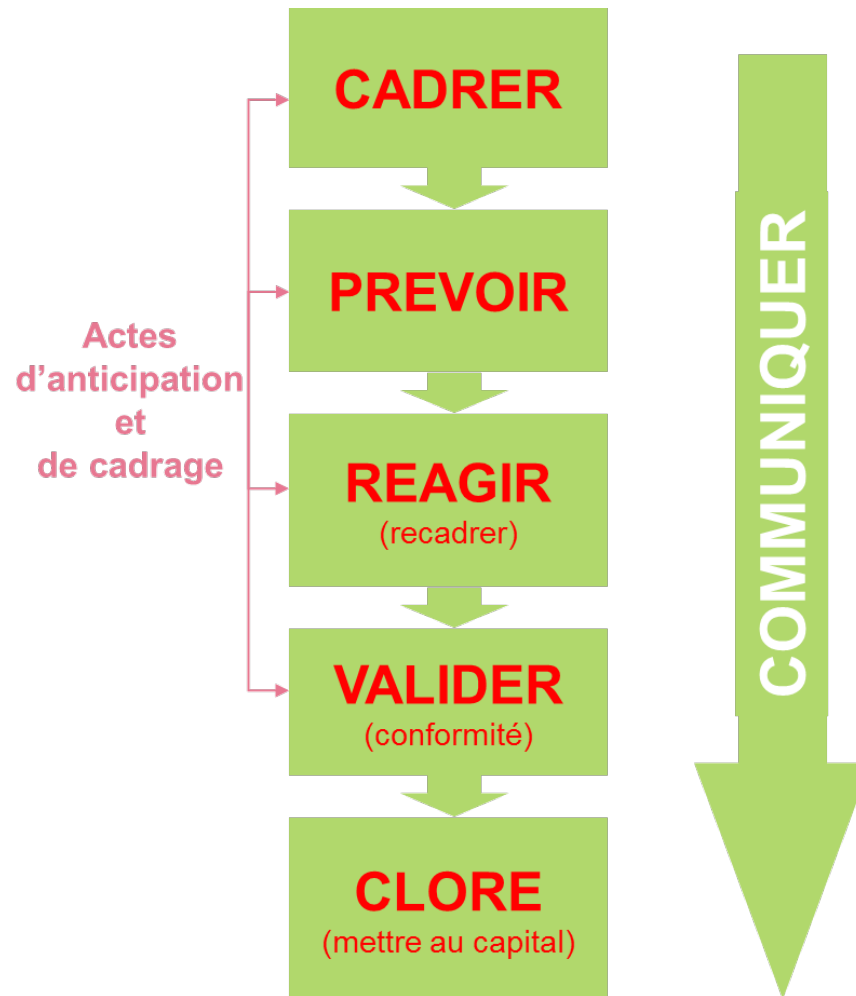 CADRER
PREVOIR
Actes
d'anticipation
et
de cadrage
REAGIR
(recadrer)
VALIDER
(conformité)
CLORE
(mettre au capital)
COMMUNIQUER